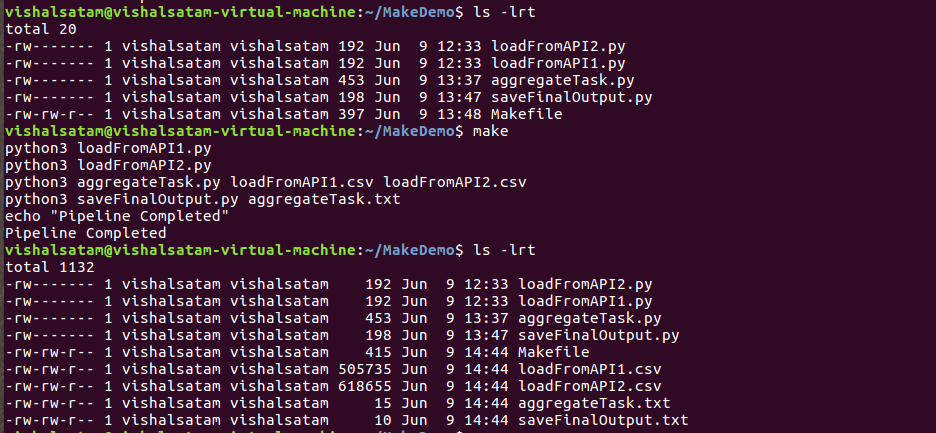 vishalsatam@vishalsatam-virtual-machine:~/MakeDemo$ ls -lrt
total 20
-rw------- 1 vishalsatam vishalsatam 192 Jun  9 12:33 loadFromAPI2.py
-rw------- 1 vishalsatam vishalsatam 192 Jun  9 12:33 loadFromAPI1.py
-rw------- 1 vishalsatam vishalsatam 453 Jun  9 13:37 aggregateTask.py
-rw------- 1 vishalsatam vishalsatam 198 Jun  9 13:47 saveFinalOutput.py
-rw-rw-r-- 1 vishalsatam vishalsatam 397 Jun  9 13:48 Makefile
vishalsatam@vishalsatam-virtual-machine:~/MakeDemo$ make
python3 loadFromAPI1.py
python3 loadFromAPI2.py
python3 aggregateTask.py loadFromAPI1.csv loadFromAPI2.csv
python3 saveFinalOutput.py aggregateTask.txt
echo "Pipeline Completed"
Pipeline Completed
vishalsatam@vishalsatam-virtual-machine:~/MakeDemo$ ls -lrt
total 1132
-rw------- 1 vishalsatam vishalsatam    192 Jun  9 12:33 loadFromAPI2.py
-rw------- 1 vishalsatam vishalsatam    192 Jun  9 12:33 loadFromAPI1.py
-rw------- 1 vishalsatam vishalsatam    453 Jun  9 13:37 aggregateTask.py
-rw------- 1 vishalsatam vishalsatam    198 Jun  9 13:47 saveFinalOutput.py
-rw-rw-r-- 1 vishalsatam vishalsatam    415 Jun  9 14:44 Makefile
-rw-rw-r-- 1 vishalsatam vishalsatam 505735 Jun  9 14:44 loadFromAPI1.csv
-rw-rw-r-- 1 vishalsatam vishalsatam 618655 Jun  9 14:44 loadFromAPI2.csv
-rw-rw-r-- 1 vishalsatam vishalsatam     15 Jun  9 14:44 aggregateTask.txt
-rw-rw-r-- 1 vishalsatam vishalsatam     10 Jun  9 14:44 saveFinalOutput.txt